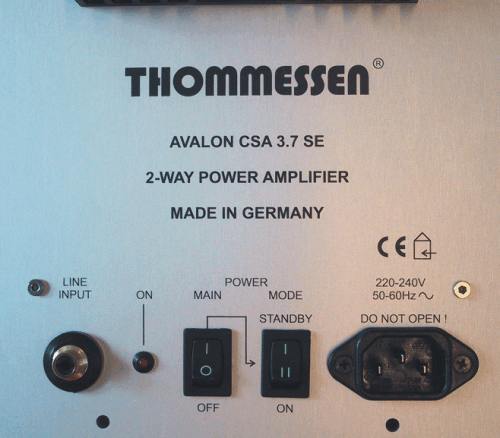 THOMMESSEN®
AVALON CSA 3.7 SE
2-WAY POWER AMPLIFIER
MADE IN GERMANY
CE
LINE INPUT
ON
POWER
MAIN
MODE
STANDBY
220-240V
50-60Hz ~
DO NOT OPEN !
I
O
I
II
OFF
ON